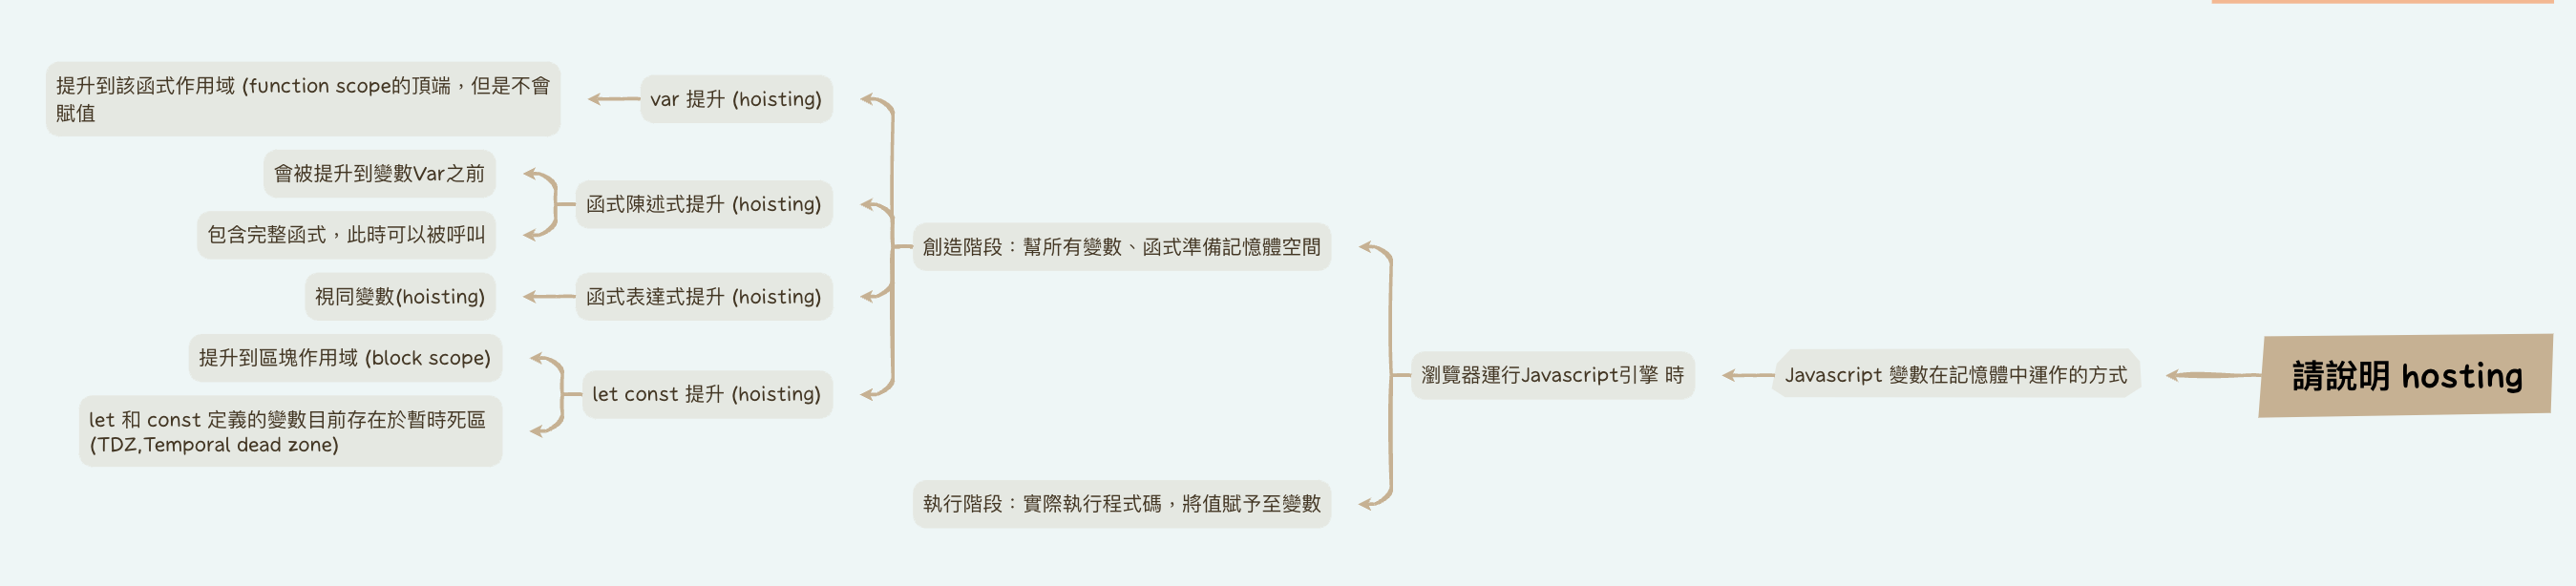 請說明 hosting
Javascript 變數在記憶體中運作的方式
瀏覽器運行Javascript引擎 時
創造階段：幫所有變數、函式準備記憶體空間
var 提升 (hoisting)
提升到該函式作用域 (function scope的頂端，但是不會
賦值
函式陳述式提升 (hoisting)
會被提升到變數Var之前
包含完整函式，此時可以被呼叫
函式表達式提升 (hoisting)
視同變數(hoisting)
let const 提升 (hoisting)
提升到區塊作用域 (block scope)
let 和 const 定義的變數目前存在於暫時死區
(TDZ,Temporal dead zone)
執行階段：實際執行程式碼，將值賦予至變數